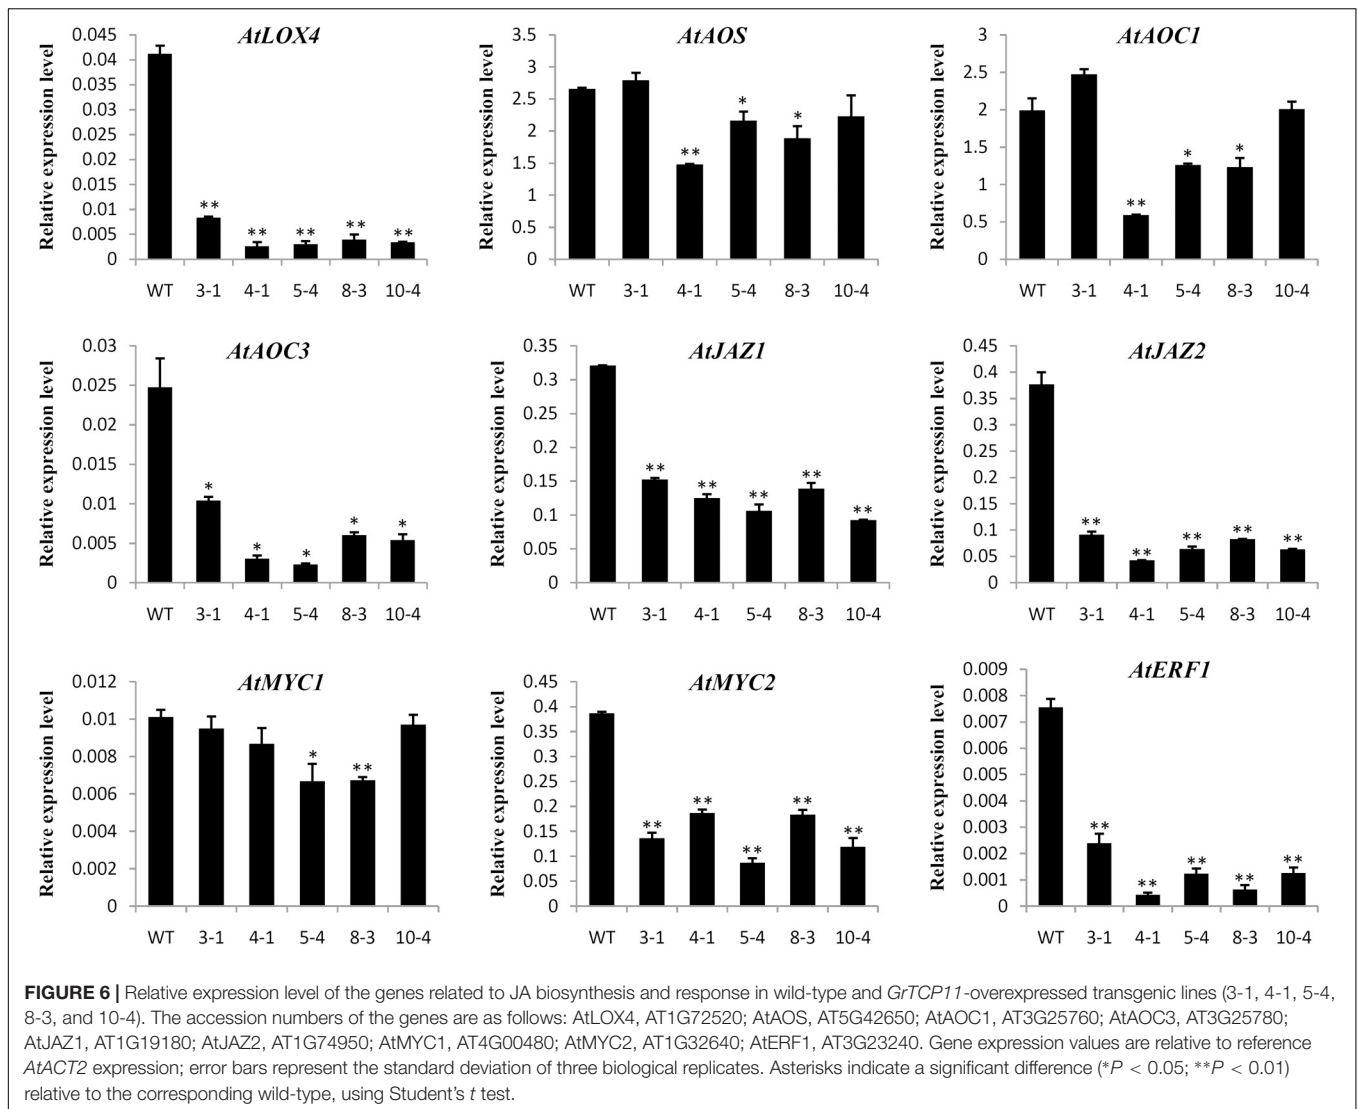 AtLOX4
Relative expression level
0.045
0.04
0.035
0.03
0.025
0.02
0.015
0.01
0.005
0
** ** ** ** **
WT 3-1 4-1 5-4 8-3 10-4
AtAOS
Relative expression level
3.5
3
2.5
2
1.5
1
0.5
0
** * *
WT 3-1 4-1 5-4 8-3 10-4
AtAOC1
Relative expression level
3
2.5
2
1.5
1
0.5
0
** * *
WT 3-1 4-1 5-4 8-3 10-4
AtAOC3
Relative expression level
0.03
0.025
0.02
0.015
0.01
0.005
0
* * * * *
WT 3-1 4-1 5-4 8-3 10-4
AtJAZ1
Relative expression level
0.35
0.3
0.25
0.2
0.15
0.1
0.05
0
** ** ** ** **
WT 3-1 4-1 5-4 8-3 10-4
AtJAZ2
Relative expression level
0.45
0.4
0.35
0.3
0.25
0.2
0.15
0.1
0.05
0
** ** ** ** **
WT 3-1 4-1 5-4 8-3 10-4
AtMYC1
Relative expression level
0.012
0.01
0.008
0.006
0.004
0.002
0
* **
WT 3-1 4-1 5-4 8-3 10-4
AtMYC2
Relative expression level
0.45
0.4
0.35
0.3
0.25
0.2
0.15
0.1
0.05
0
** ** ** ** **
WT 3-1 4-1 5-4 8-3 10-4
AtERF1
Relative expression level
0.009
0.008
0.007
0.006
0.005
0.004
0.003
0.002
0.001
0
** ** ** ** **
WT 3-1 4-1 5-4 8-3 10-4
FIGURE 6 | Relative expression level of the genes related to JA biosynthesis and response in wild-type and GrTCP11-overexpressed transgenic lines (3-1, 4-1, 5-4,
8-3, and 10-4). The accession numbers of the genes are as follows: AtLOX4, AT1G72520; AtAOS, AT5G42650; AtAOC1, AT3G25760; AtAOC3, AT3G25780;
AtJAZ1, AT1G19180; AtJAZ2, AT1G74950; AtMYC1, AT4G00480; AtMYC2, AT1G32640; AtERF1, AT3G23240. Gene expression values are relative to reference
AtACT2 expression; error bars represent the standard deviation of three biological replicates. Asterisks indicate a significant difference (*P < 0.05; **P < 0.01)
relative to the corresponding wild-type, using Student's t test.